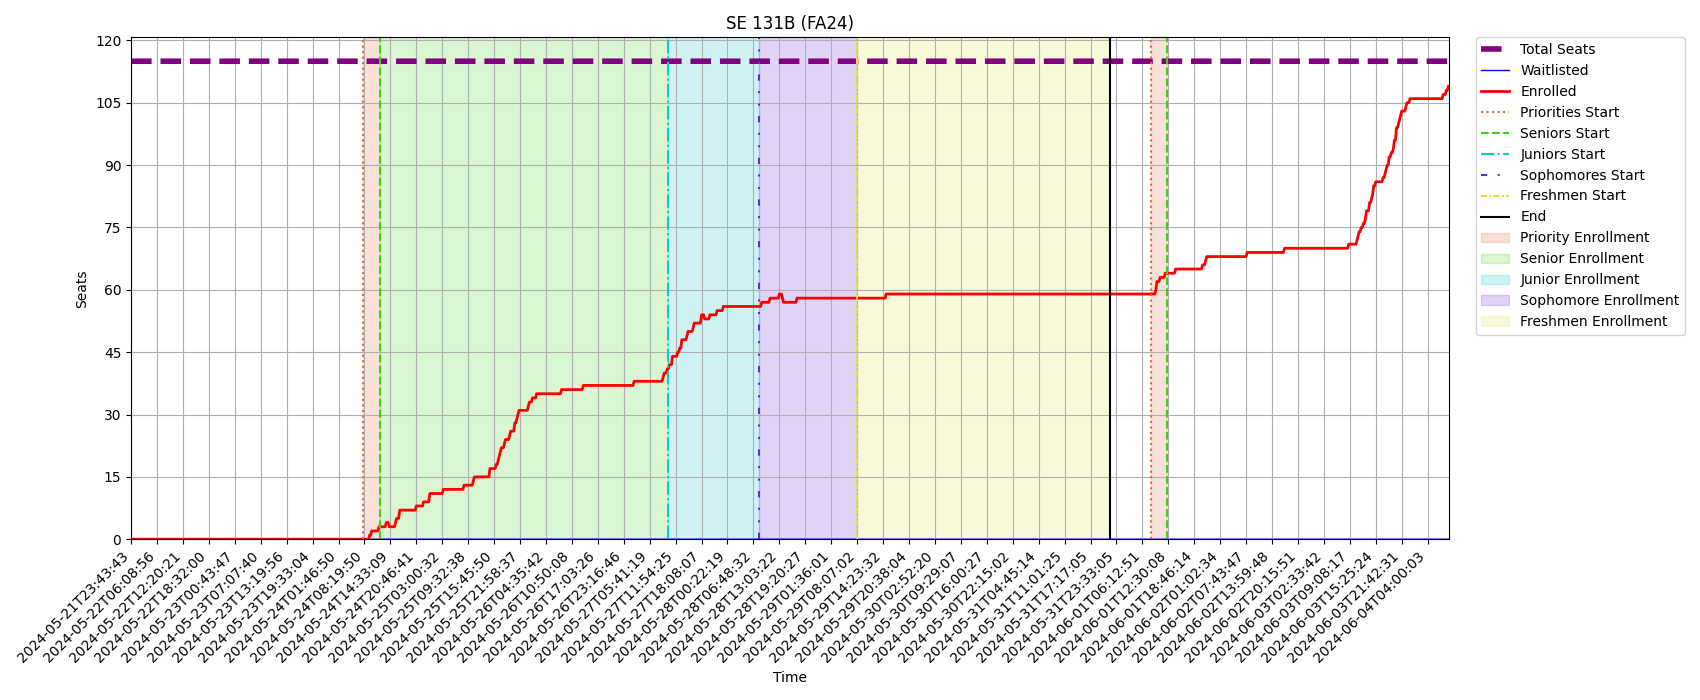 SE 131B (FA24)
120
105
90
75
60
45
30
15
0
Seats
2024-05-21T23:43:43
2024-05-22T06:08:56
2024-05-22T12:20:21
2024-05-22T18:32:00
2024-05-23T00:43:47
2024-05-23T07:07:40
2024-05-23T13:19:56
2024-05-23T19:33:04
2024-05-24T01:46:50
2024-05-24T08:19:50
2024-05-24T14:33:09
2024-05-24T20:46:41
2024-05-25T03:00:32
2024-05-25T09:32:38
2024-05-25T15:45:50
2024-05-25T21:58:37
2024-05-26T04:35:42
2024-05-26T10:50:08
2024-05-26T17:03:26
2024-05-26T23:16:46
2024-05-27T05:41:19
2024-05-27T11:54:25
2024-05-27T18:08:07
2024-05-28T00:22:19
2024-05-28T06:48:32
2024-05-28T13:03:22
2024-05-28T19:20:27
2024-05-29T01:36:01
2024-05-29T08:07:02
2024-05-29T14:23:32
2024-05-29T20:38:04
2024-05-30T02:52:20
2024-05-30T09:29:07
2024-05-30T16:00:27
2024-05-30T22:15:02
2024-05-31T04:45:14
2024-05-31T11:01:25
2024-05-31T17:17:05
2024-05-31T23:33:05
2024-06-01T06:12:51
2024-06-01T12:30:08
2024-06-01T18:46:14
2024-06-02T01:02:34
2024-06-02T07:43:47
2024-06-02T13:59:48
2024-06-02T20:15:51
2024-06-03T02:33:42
2024-06-03T09:08:17
2024-06-03T15:25:24
2024-06-03T21:42:31
2024-06-04T04:00:03
Time
Total Seats
Waitlisted
Enrolled
Priorities Start
Seniors Start
Juniors Start
Sophomores Start
Freshmen Start
End
Priority Enrollment
Senior Enrollment
Junior Enrollment
Sophomore Enrollment
Freshmen Enrollment